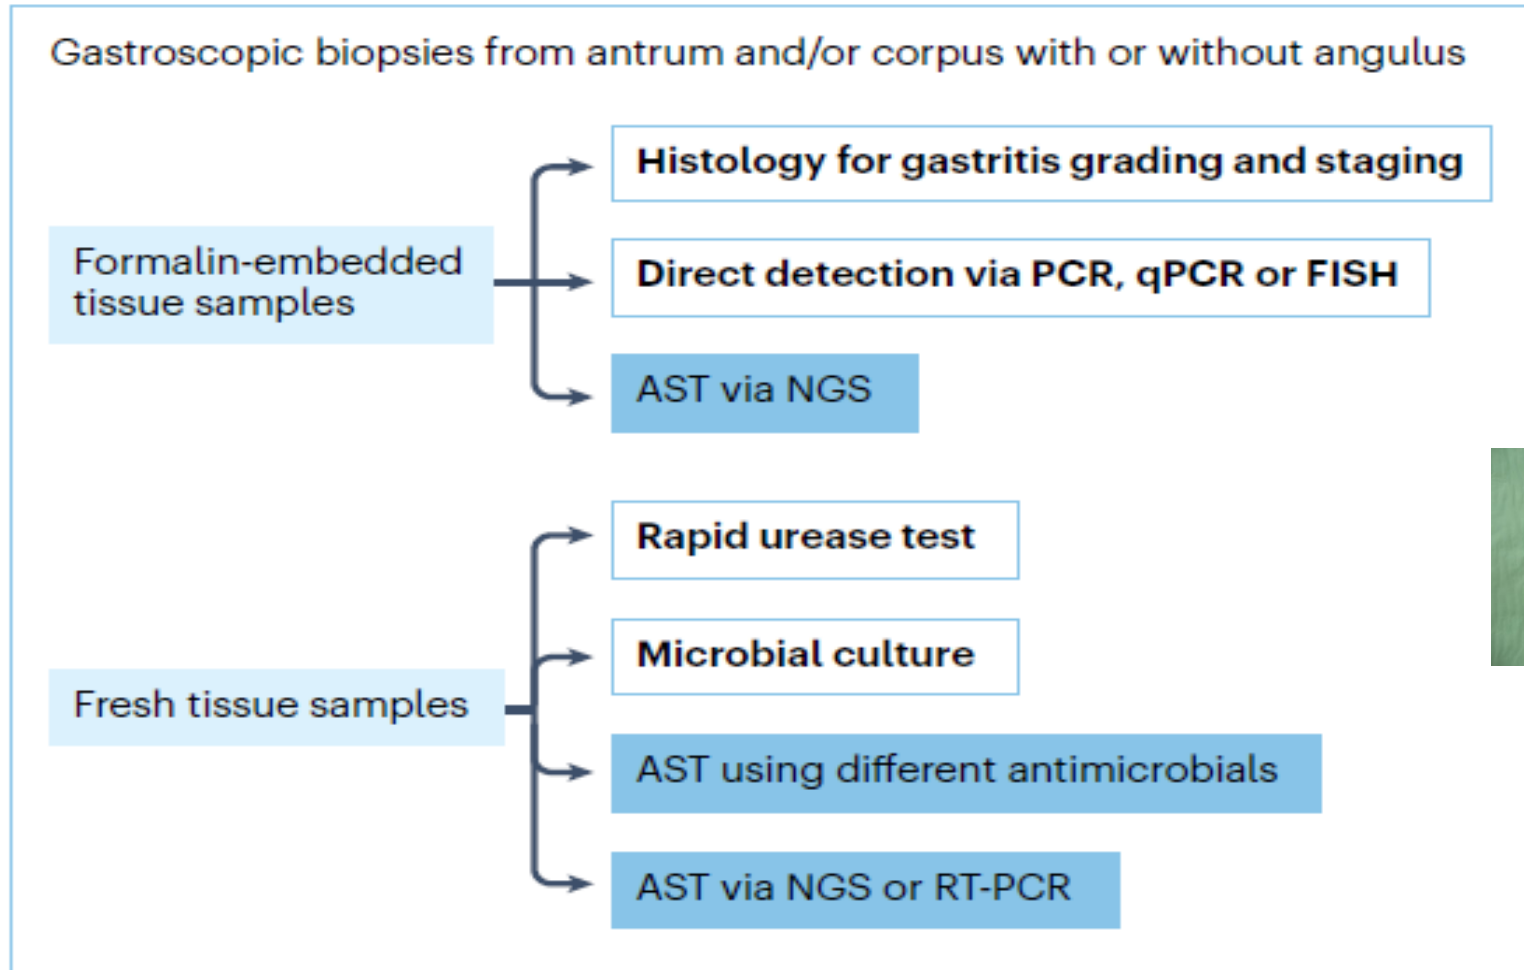 Gastroscopic biopsies from antrum and/or corpus with or without angulus
Histology for gastritis grading and staging
Formalin-embedded
tissue samples
Direct detection via PCR, qPCR or FISH
AST via NGS
Rapid urease test
Microbial culture
Fresh tissue samples
AST using different antimicrobials
AST via NGS or RT-PCR